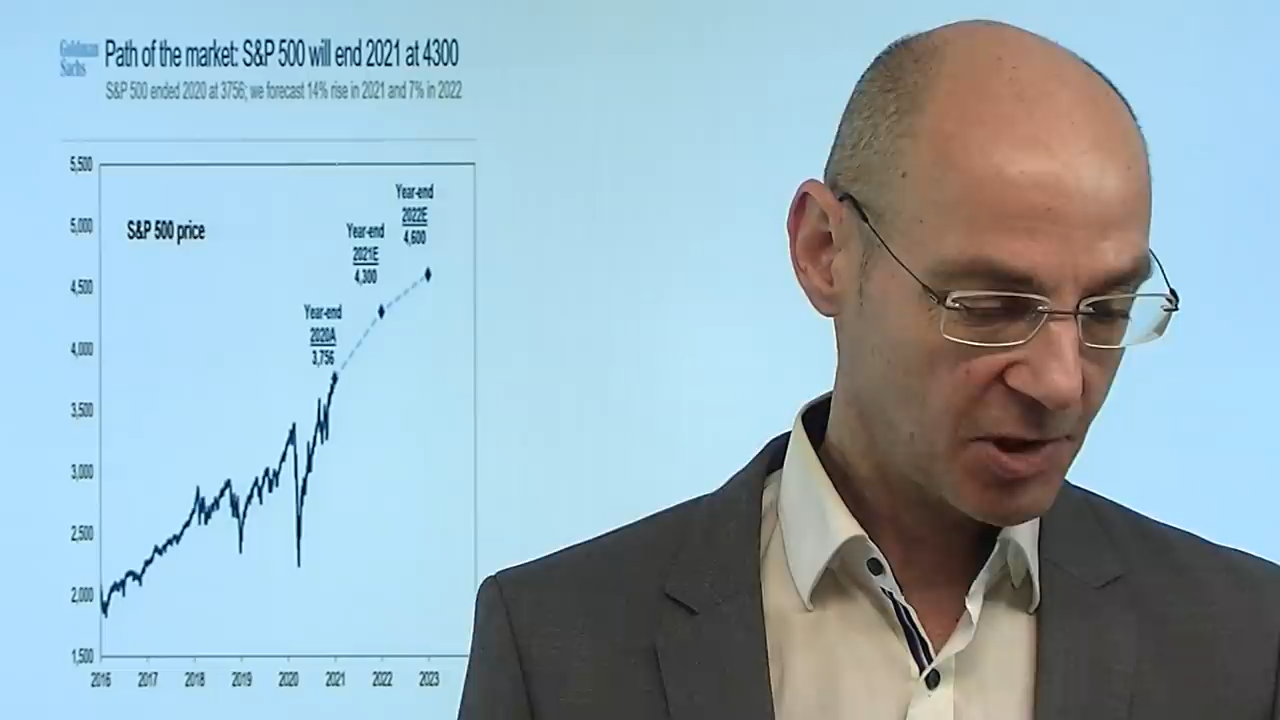 Goldman
Sachs
Path of the market: S&P 500 will end 2021 at 4300
S&P 500 ended 2020 at 3756; we forecast 14% rise in 2021 and 7% in 2022
5,500
5,000
4,500
4,000
3,500
3,000
2,500
2,000
1,500
S&P 500 price
Year-end
2020A
3,756
Year-end
2021E
4,300
Year-end
2022E
4,600
2016 2017 2018 2019 2020 2021 2022 2023